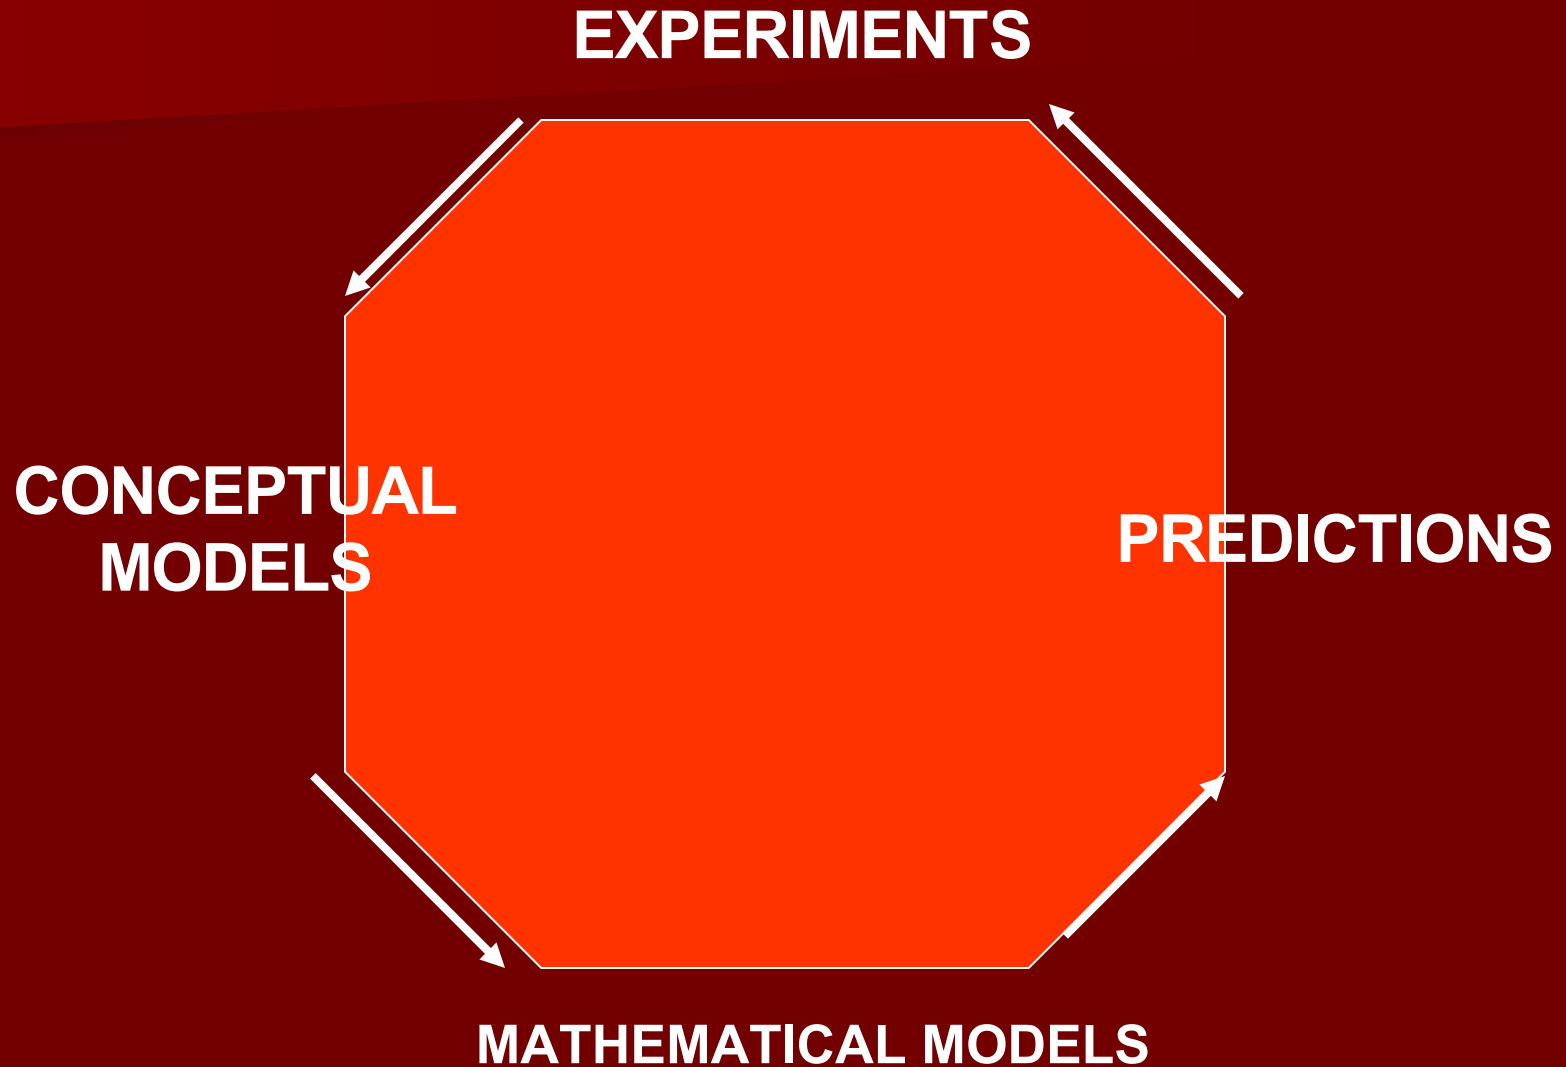 EXPERIMENTS
CONCEPTUAL
MODELS
PREDICTIONS
MATHEMATICAL MODELS